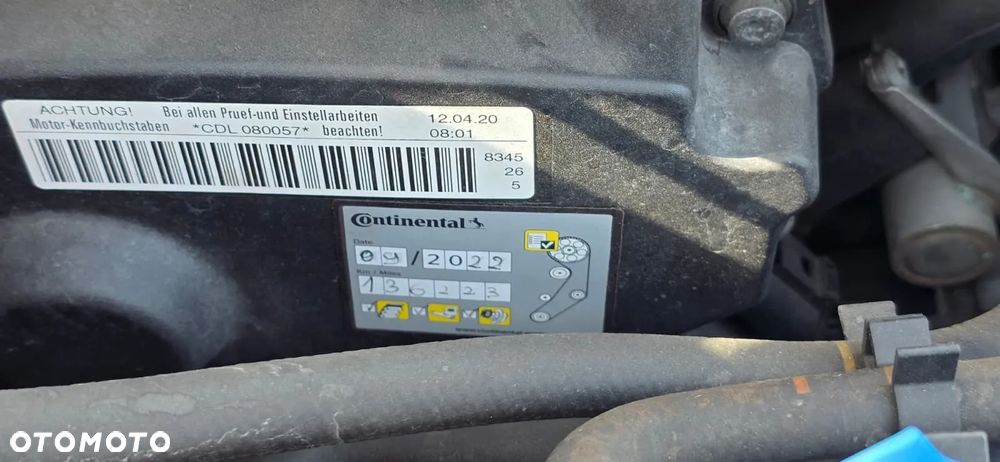 ACHTUNG! Bei allen Pruef-und Einstellarbeiten 12.04.20
Motor-Kennbuchstaben *CDL 080057* beachten! 08:01
8345
26
5
Continental
Date
09/2022
Km / Miles
136223
OTOMOTO